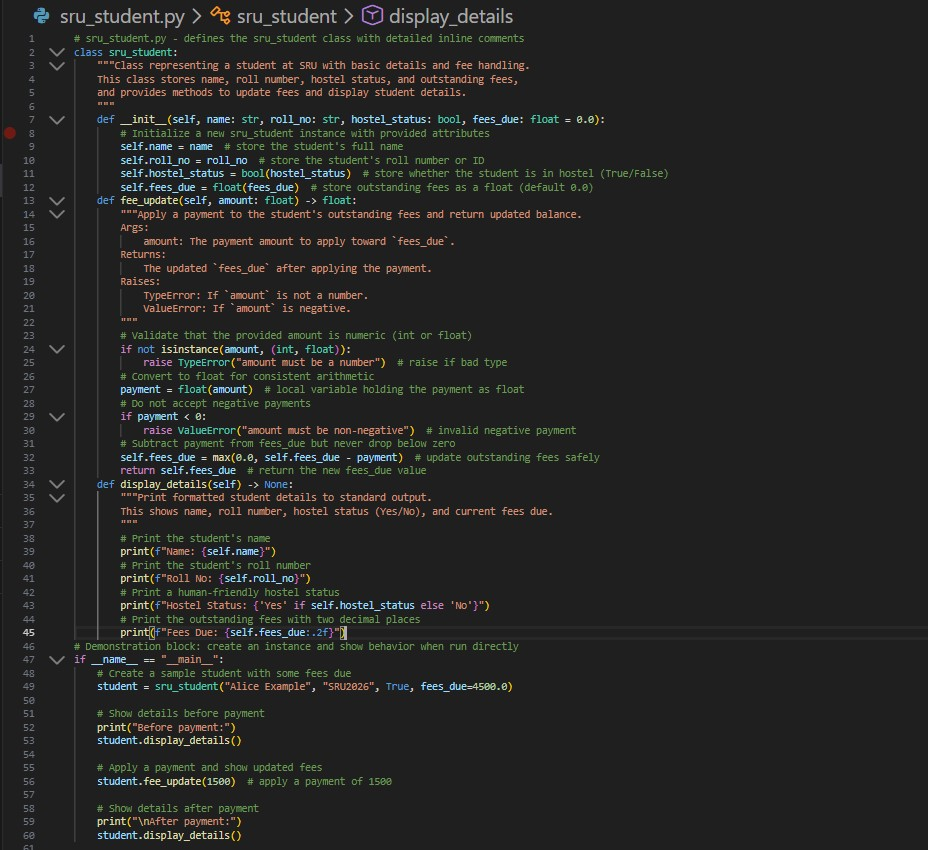 sru_student.py > sru_student > display_details
1 # sru_student.py - defines the sru_student class with detailed inline comments
2 class sru_student:
3     """Class representing a student at SRU with basic details and fee handling.
4     This class stores name, roll number, hostel status, and outstanding fees,
5     and provides methods to update fees and display student details.
6     """
7     def __init__(self, name: str, roll_no: str, hostel_status: bool, fees_due: float = 0.0):
8         # Initialize a new sru_student instance with provided attributes
9         self.name = name  # store the student's full name
10         self.roll_no = roll_no  # store the student's roll number or ID
11         self.hostel_status = bool(hostel_status)  # store whether the student is in hostel (True/False)
12         self.fees_due = float(fees_due)  # store outstanding fees as a float (default 0.0)
13     def fee_update(self, amount: float) -> float:
14         """Apply a payment to the student's outstanding fees and return updated balance.
15         Args:
16             amount: The payment amount to apply toward `fees_due`.
17         Returns:
18             The updated `fees_due` after applying the payment.
19         Raises:
20             TypeError: If `amount` is not a number.
21             ValueError: If `amount` is negative.
22         """
23         # Validate that the provided amount is numeric (int or float)
24         if not isinstance(amount, (int, float)):
25             raise TypeError("amount must be a number")  # raise if bad type
26         # Convert to float for consistent arithmetic
27         payment = float(amount)  # local variable holding the payment as float
28         # Do not accept negative payments
29         if payment < 0:
30             raise ValueError("amount must be non-negative")  # invalid negative payment
31         # Subtract payment from fees_due but never drop below zero
32         self.fees_due = max(0.0, self.fees_due - payment)  # update outstanding fees safely
33         return self.fees_due  # return the new fees_due value
34     def display_details(self) -> None:
35         """Print formatted student details to standard output.
36         This shows name, roll number, hostel status (Yes/No), and current fees due.
37         """
38         # Print the student's name
39         print(f"Name: {self.name}")
40         # Print the student's roll number
41         print(f"Roll No: {self.roll_no}")
42         # Print a human-friendly hostel status
43         print(f"Hostel Status: {'Yes' if self.hostel_status else 'No'}")
44         # Print the outstanding fees with two decimal places
45         print(f"Fees Due: {self.fees_due:.2f}")
46 # Demonstration block: create an instance and show behavior when run directly
47 if __name__ == "__main__":
48     # Create a sample student with some fees due
49     student = sru_student("Alice Example", "SRU2026", True, fees_due=4500.0)
50
51     # Show details before payment
52     print("Before payment:")
53     student.display_details()
54
55     # Apply a payment and show updated fees
56     student.fee_update(1500)  # apply a payment of 1500
57
58     # Show details after payment
59     print("\nAfter payment:")
60     student.display_details()
61